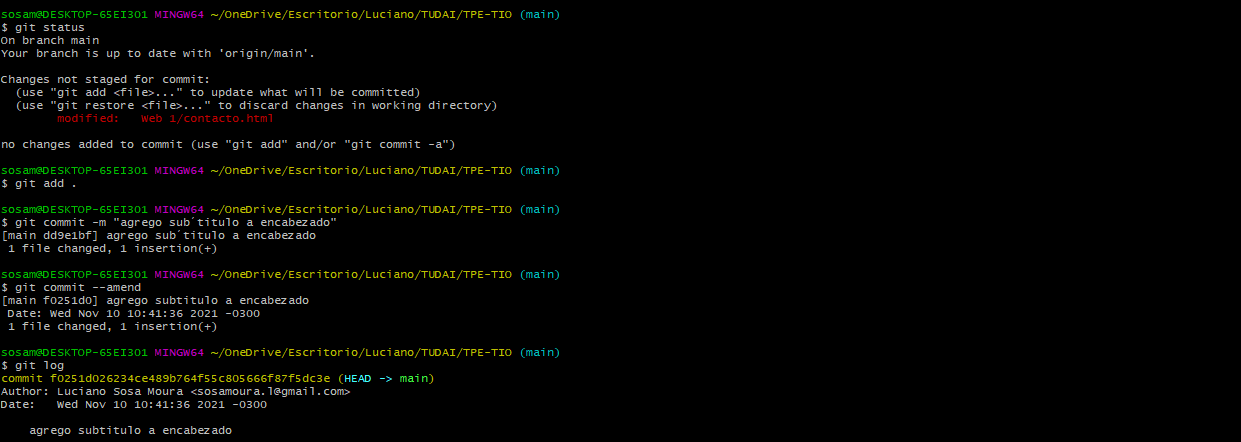 sosam@DESKTOP-65EI3O1 MINGW64 ~/OneDrive/Escritorio/Luciano/TUDAI/TPE-TIO (main)
$ git status
On branch main
Your branch is up to date with 'origin/main'.
Changes not staged for commit:
(use "git add <file>..." to update what will be committed)
(use "git restore <file>..." to discard changes in working directory)
modified:   Web 1/contacto.html
no changes added to commit (use "git add" and/or "git commit -a")
sosam@DESKTOP-65EI3O1 MINGW64 ~/OneDrive/Escritorio/Luciano/TUDAI/TPE-TIO (main)
$ git add .
sosam@DESKTOP-65EI3O1 MINGW64 ~/OneDrive/Escritorio/Luciano/TUDAI/TPE-TIO (main)
$ git commit -m "agrego sub´titulo a encabezado"
[main dd9e1bf] agrego sub´titulo a encabezado
1 file changed, 1 insertion(+)
sosam@DESKTOP-65EI3O1 MINGW64 ~/OneDrive/Escritorio/Luciano/TUDAI/TPE-TIO (main)
$ git commit --amend
[main f0251d0] agrego subtitulo a encabezado
Date: Wed Nov 10 10:41:36 2021 -0300
1 file changed, 1 insertion(+)
sosam@DESKTOP-65EI3O1 MINGW64 ~/OneDrive/Escritorio/Luciano/TUDAI/TPE-TIO (main)
$ git log
commit f0251d026234ce489b764f55c805666f87f5dc3e (HEAD -> main)
Author: Luciano Sosa Moura <sosamoura.l@gmail.com>
Date:   Wed Nov 10 10:41:36 2021 -0300
agrego subtitulo a encabezado